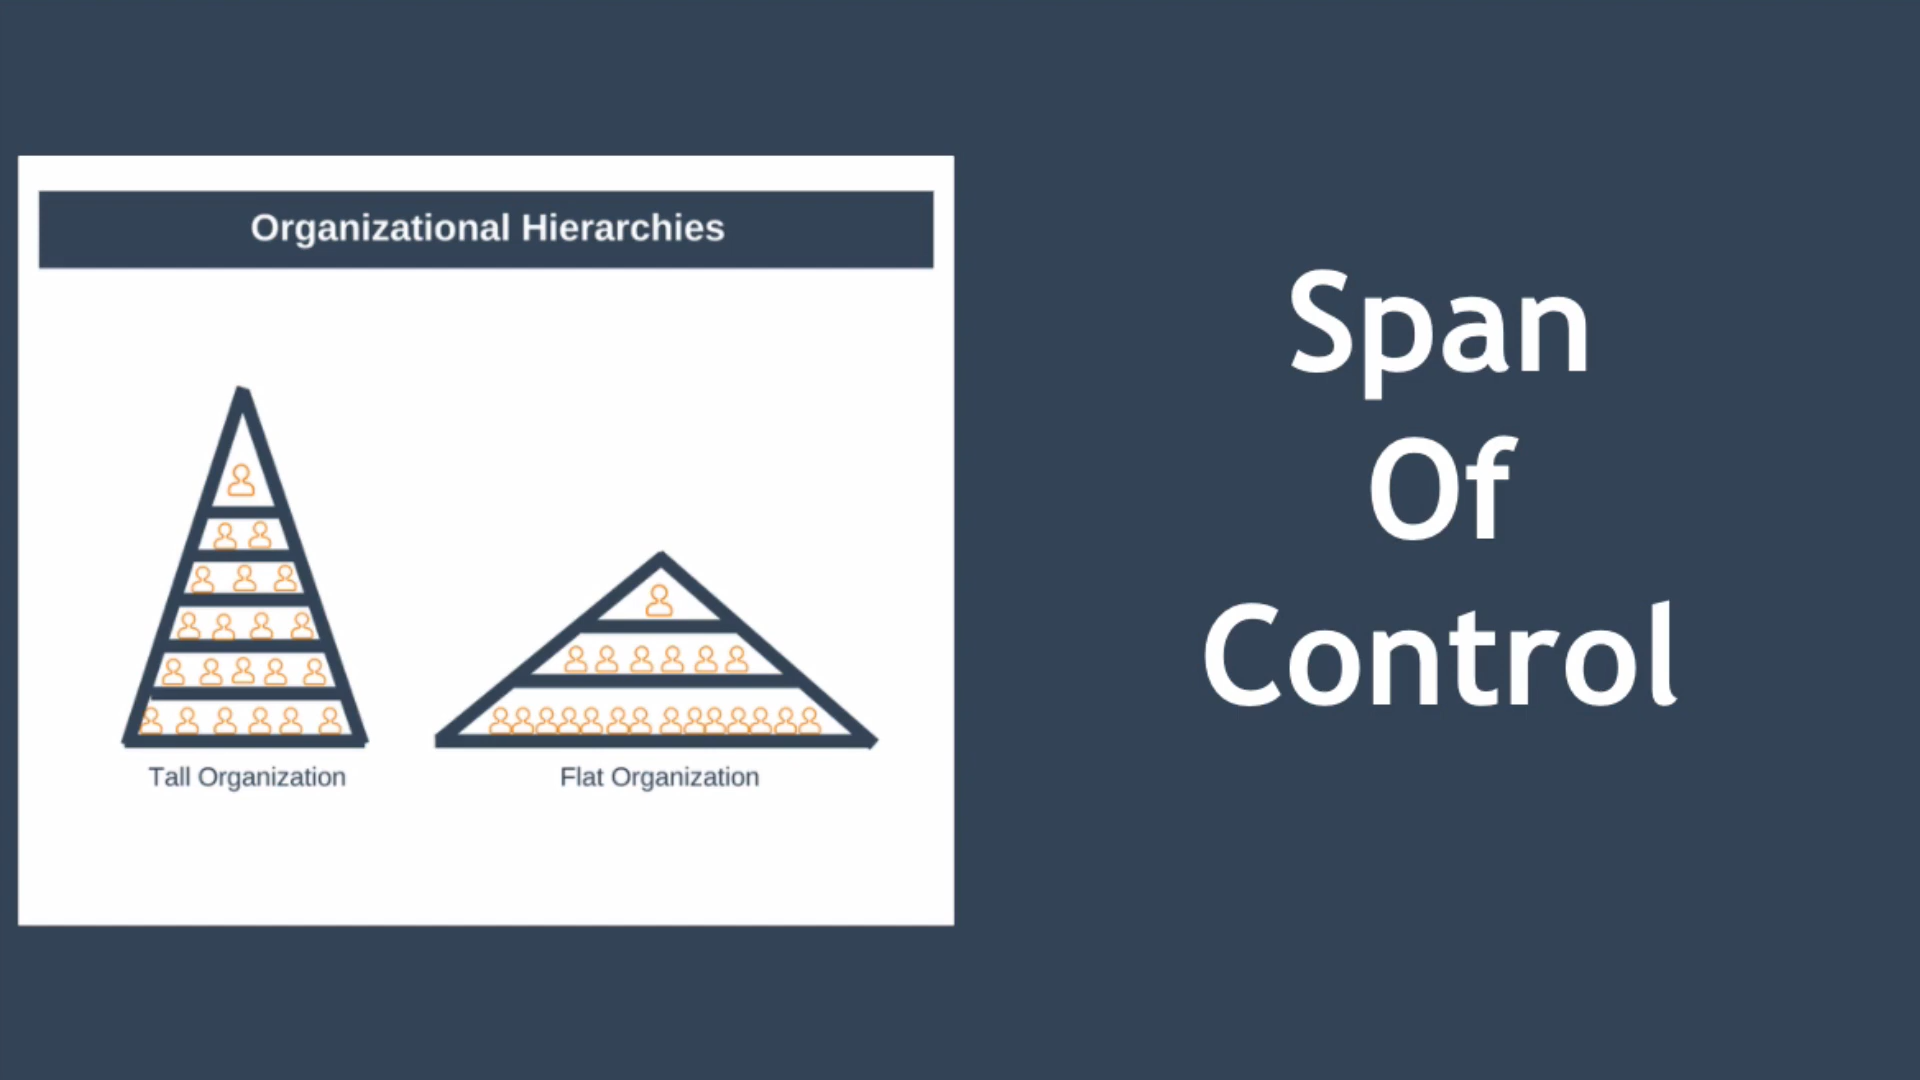 Organizational Hierarchies
Tall Organization
Flat Organization
Span
Of
Control